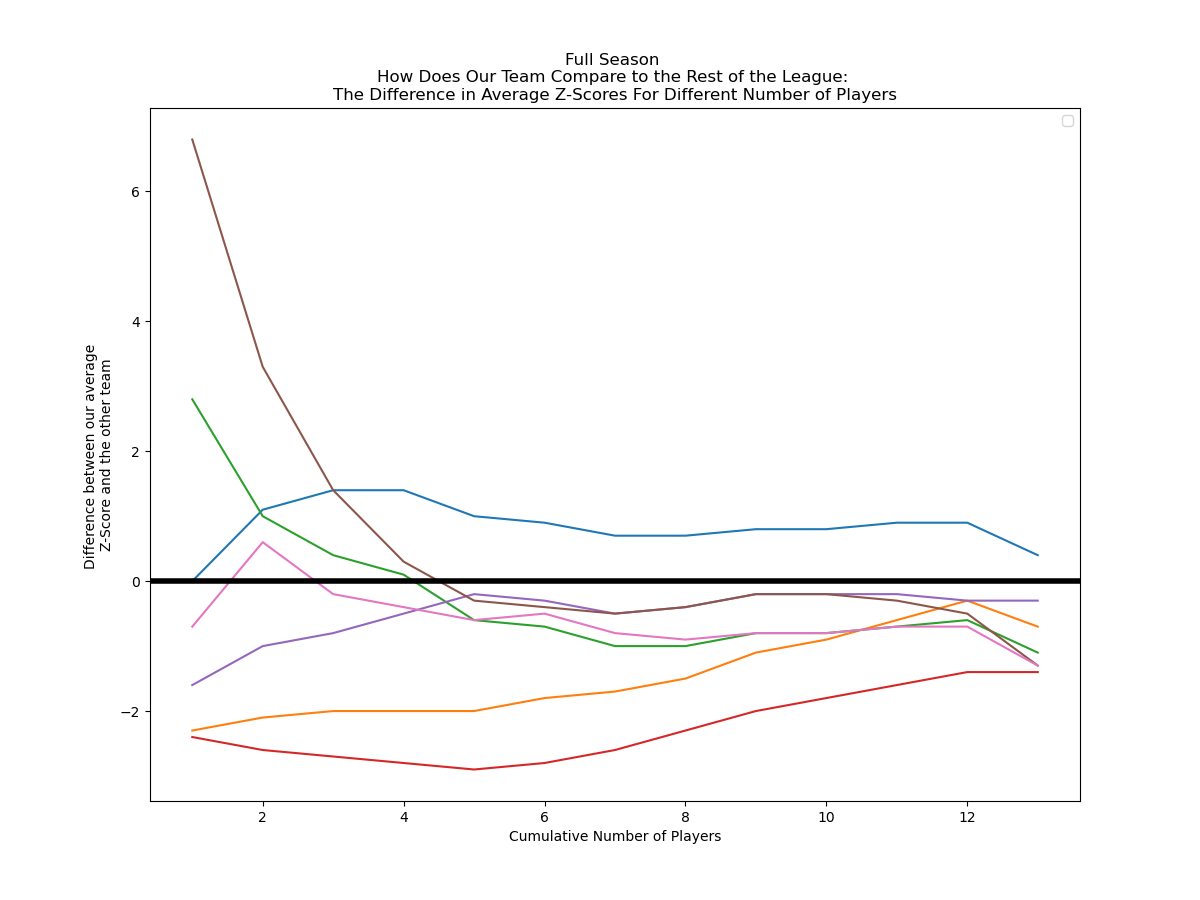 Full Season
How Does Our Team Compare to the Rest of the League:
The Difference in Average Z-Scores For Different Number of Players
Difference between our average
Z-Score and the other team
6
4
2
0
−2
2
4
6
8
10
12
Cumulative Number of Players